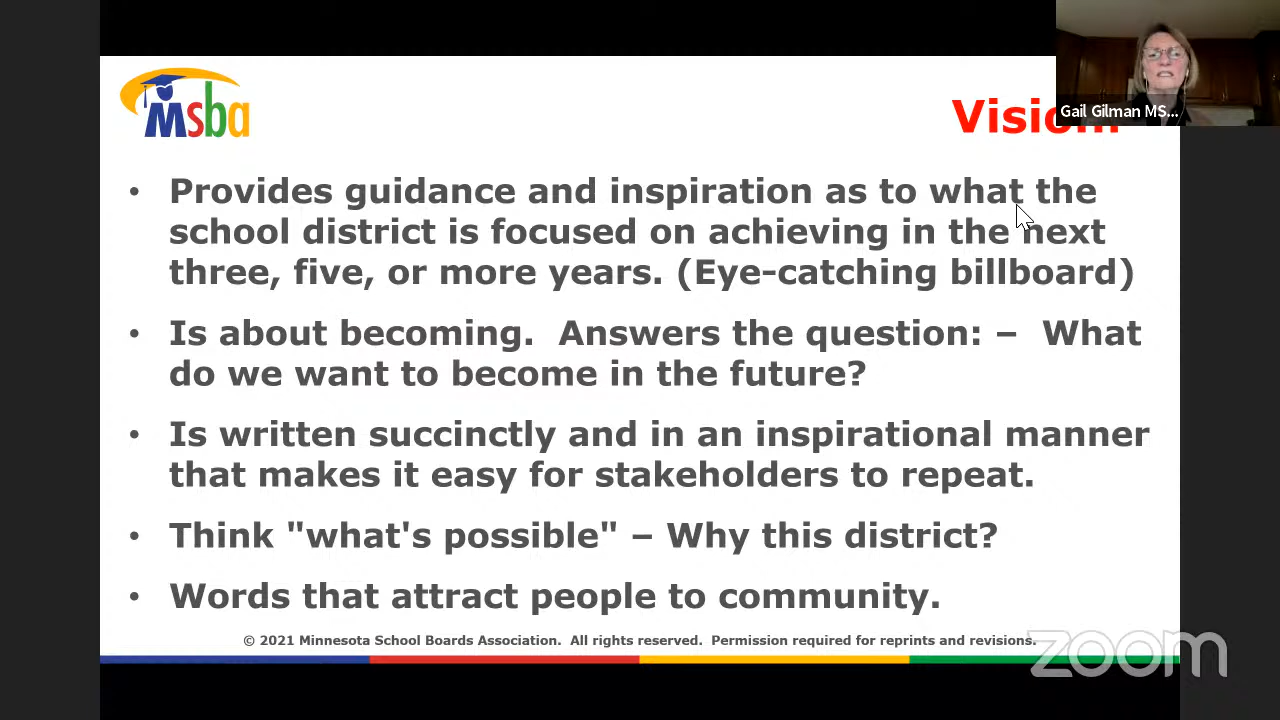 msba
Vision...
Gail Gilman MS...
• Provides guidance and inspiration as to what the
school district is focused on achieving in the next
three, five, or more years. (Eye-catching billboard)
• Is about becoming.  Answers the question: –  What
do we want to become in the future?
• Is written succinctly and in an inspirational manner
that makes it easy for stakeholders to repeat.
• Think "what's possible" – Why this district?
• Words that attract people to community.
© 2021 Minnesota School Boards Association.  All rights reserved.  Permission required for reprints and revisions.
zoom